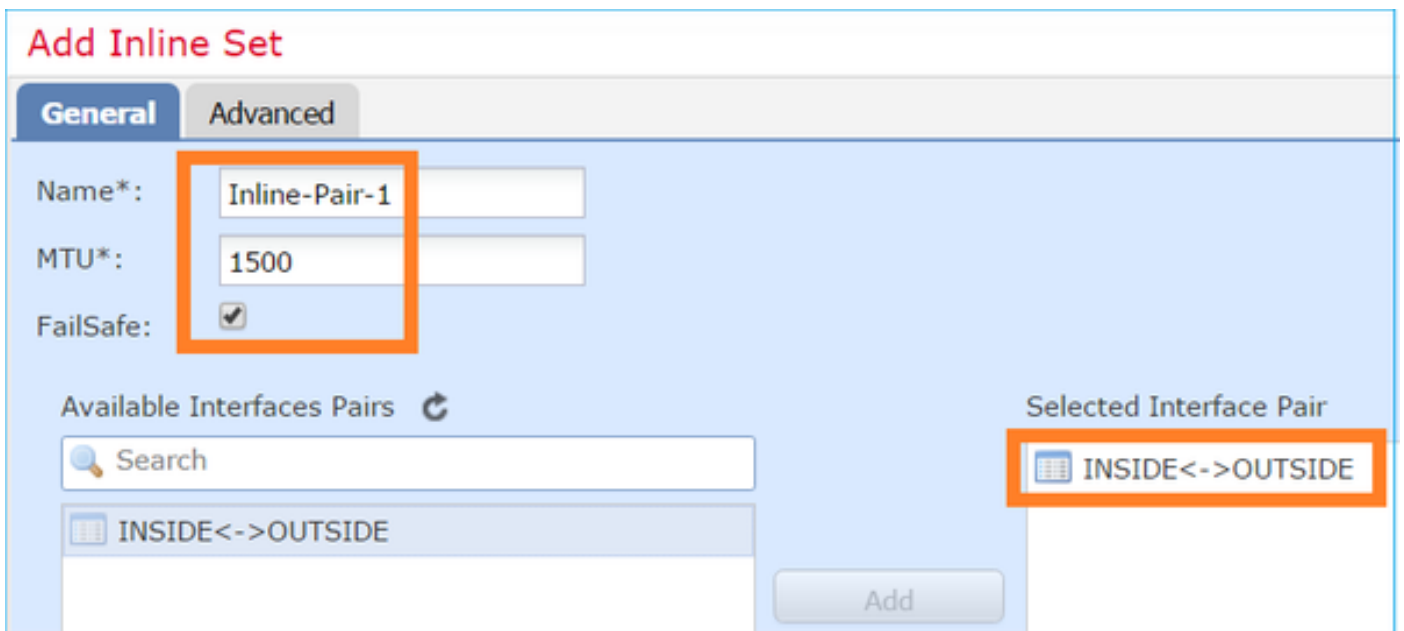 Add Inline Set
General Advanced
Name*: Inline-Pair-1
MTU*: 1500
FailSafe:
Available Interfaces Pairs
Selected Interface Pair
Search
INSIDE<->OUTSIDE
INSIDE<->OUTSIDE
Add